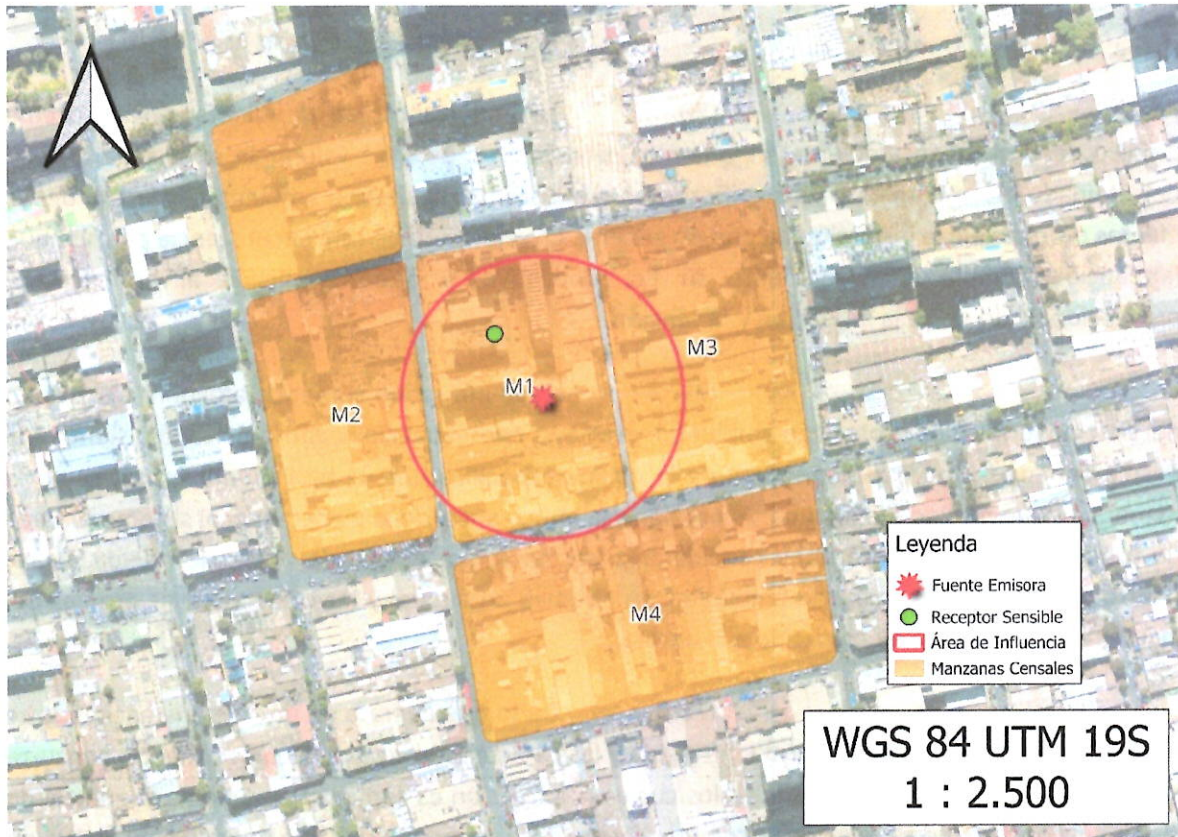 M1
M2
M3
M4
Leyenda
Fuente Emisora
Receptor Sensible
Área de Influencia
Manzanas Censales
WGS 84 UTM 19S
1 : 2.500